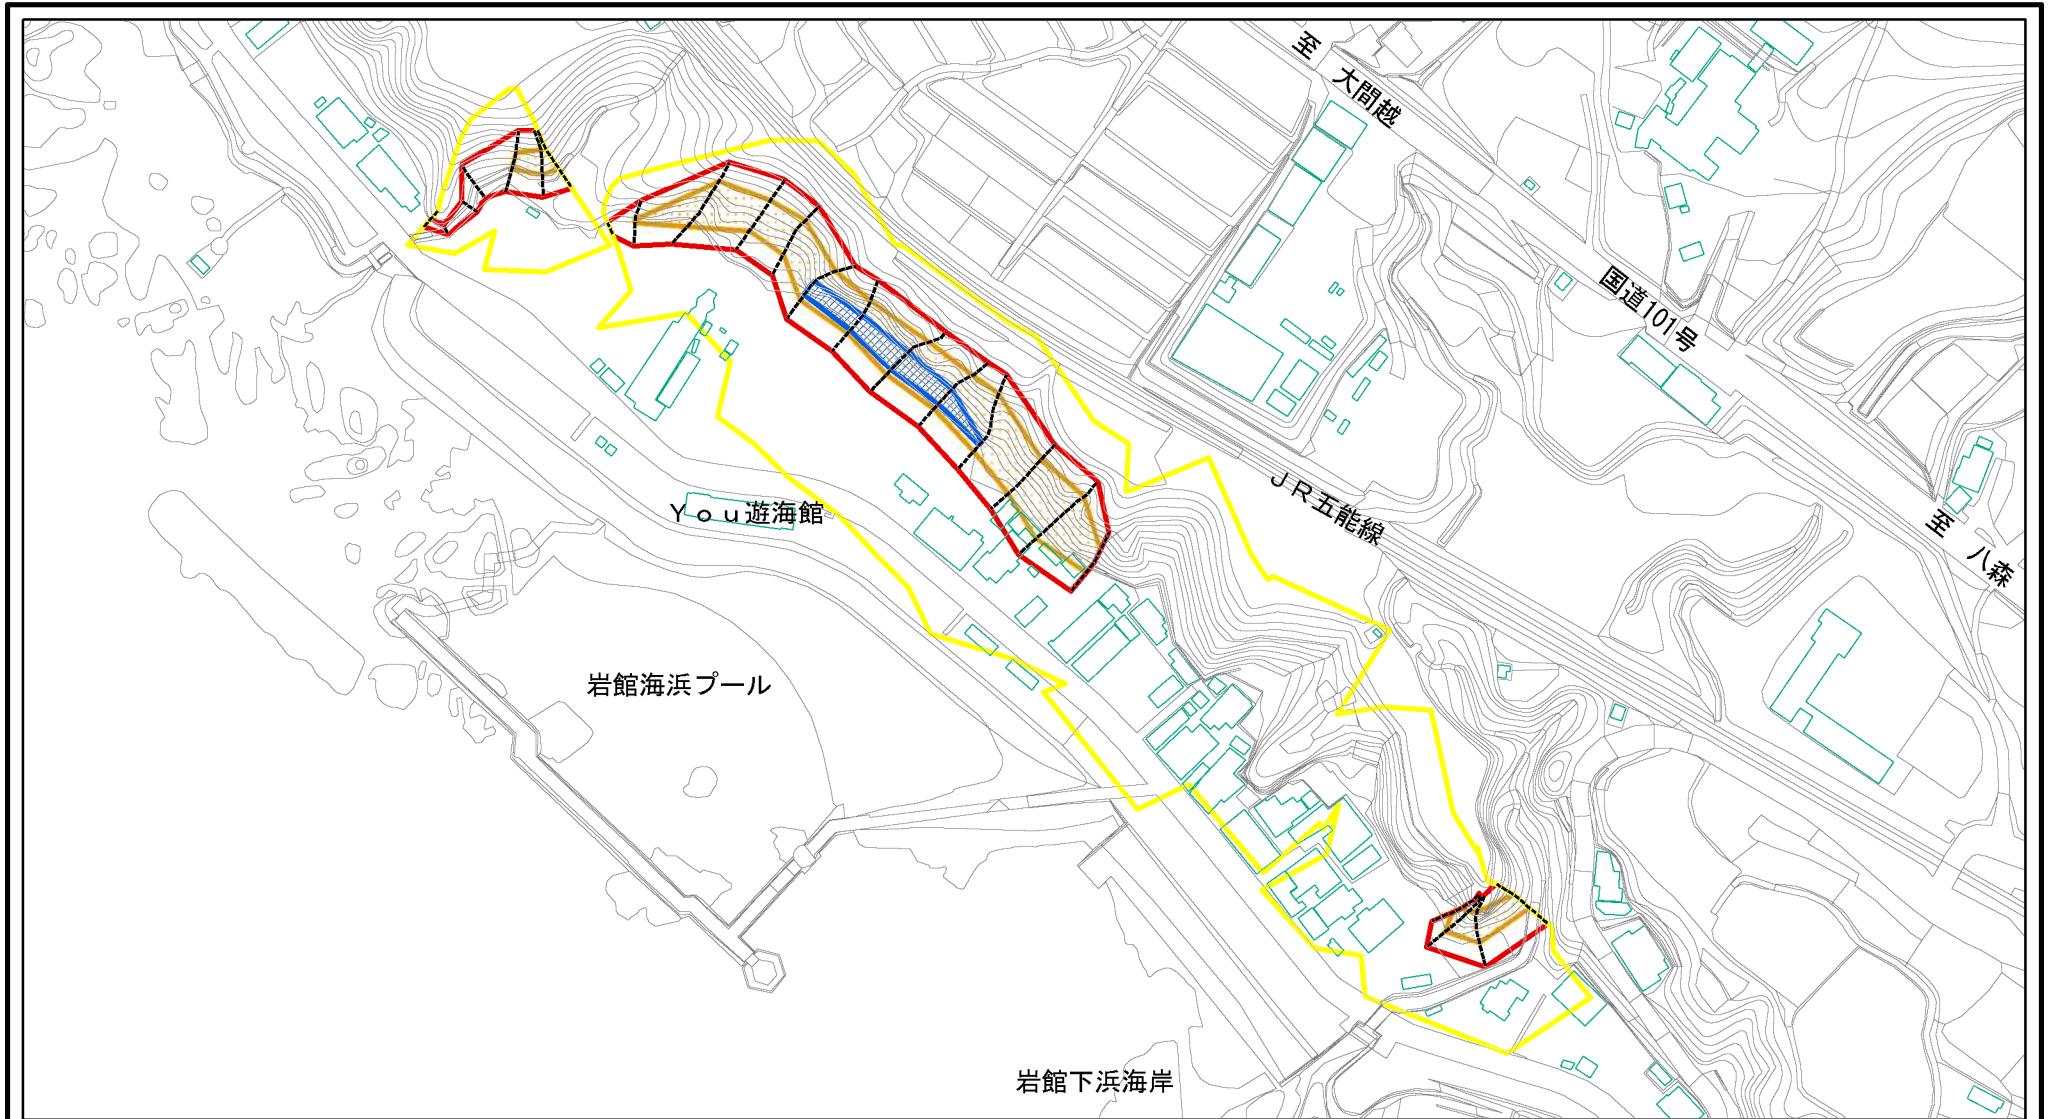 至 大間越
国道101号
JR五能線
You遊海館
至 八森
岩館海浜プール
岩館下浜海岸